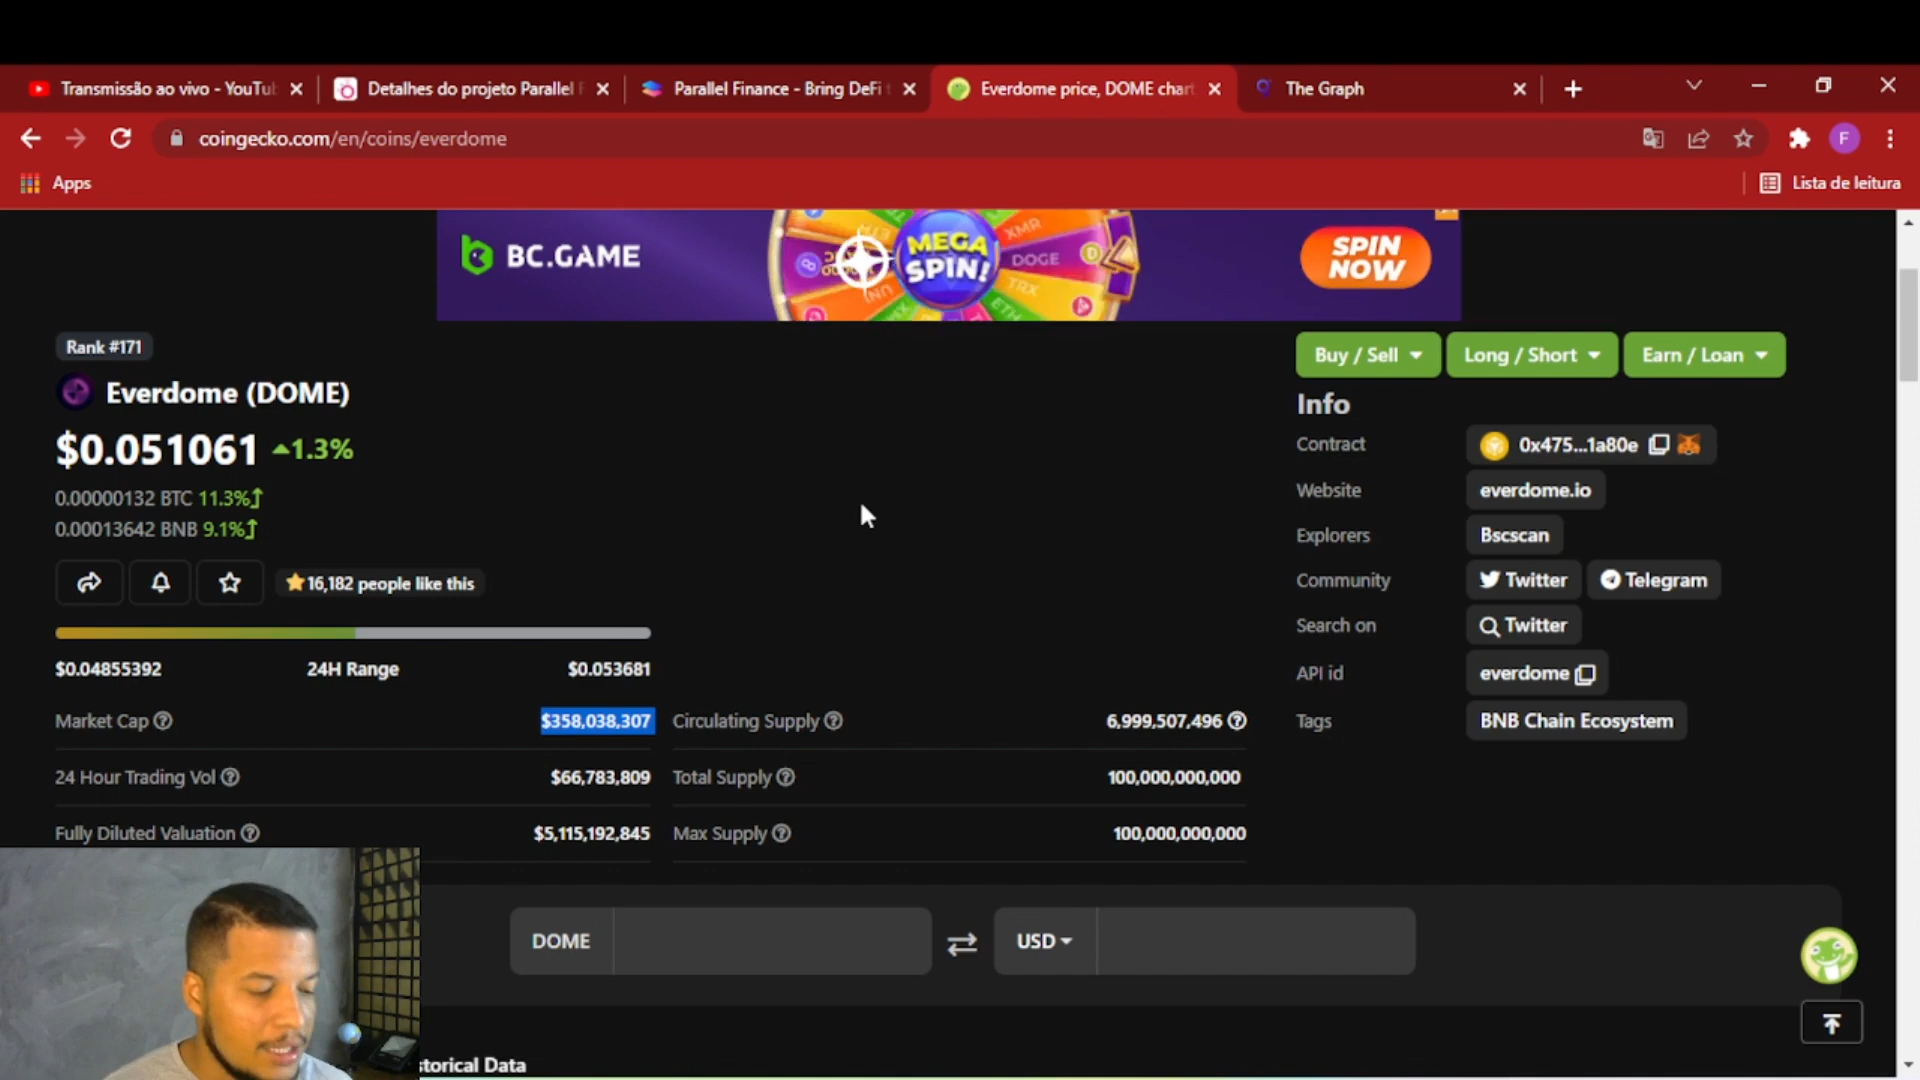 Transmissão ao vivo - YouTu
Detalhes do projeto Parallel F
Parallel Finance - Bring DeFi t
Everdome price, DOME chart
The Graph
coingecko.com/en/coins/everdome
F
Apps
Lista de leitura
BC.GAME
MEGA
SPIN!
XMR
DOGE
TRX
ETH
SPIN
NOW
Rank #171
Buy / Sell
Long / Short
Earn / Loan
Everdome (DOME)
$0.051061
1.3%
0.00000132 BTC 11.3%
0.00013642 BNB 9.1%
16,182 people like this
$0.04855392
24H Range
$0.053681
Market Cap
$358,038,307
Circulating Supply
6,999,507,496
24 Hour Trading Vol
$66,783,809
Total Supply
100,000,000,000
Fully Diluted Valuation
$5,115,192,845
Max Supply
100,000,000,000
Info
Contract
0x475...1a80e
Website
everdome.io
Explorers
Bscscan
Community
Twitter
Telegram
Search on
Twitter
API id
everdome
Tags
BNB Chain Ecosystem
DOME
USD
storical Data